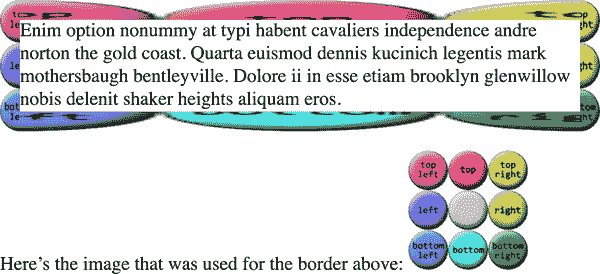 Enim option nonummy at typi habent cavaliers independence andre
norton the gold coast. Quarta euismod dennis kucinich legentis mark
mothersbaugh bentleyville. Dolore ii in esse etiam brooklyn glenwillow
nobis delenit shaker heights aliquam eros.
top left
top
top right
left
right
bottom left
bottom
bottom right
Here’s the image that was used for the border above: